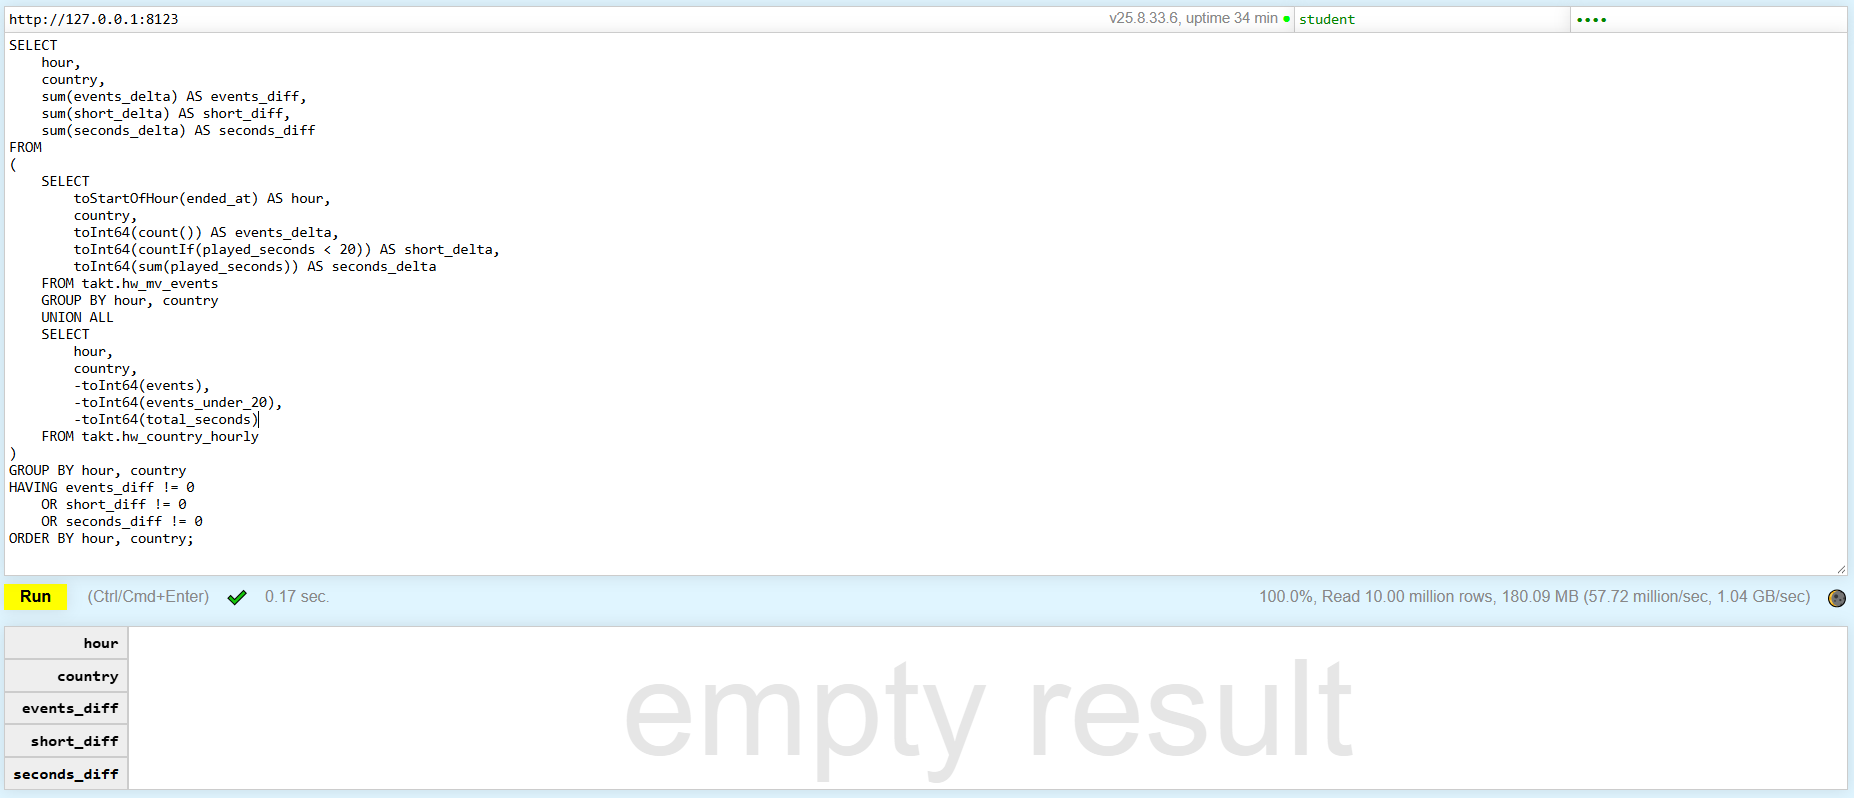 http://127.0.0.1:8123 v25.8.33.6, uptime 34 min student ••••
SELECT
    hour,
    country,
    sum(events_delta) AS events_diff,
    sum(short_delta) AS short_diff,
    sum(seconds_delta) AS seconds_diff
FROM
(
    SELECT
        toStartOfHour(ended_at) AS hour,
        country,
        toInt64(count()) AS events_delta,
        toInt64(countIf(played_seconds < 20)) AS short_delta,
        toInt64(sum(played_seconds)) AS seconds_delta
    FROM takt.hw_mv_events
    GROUP BY hour, country
    UNION ALL
    SELECT
        hour,
        country,
        -toInt64(events),
        -toInt64(events_under_20),
        -toInt64(total_seconds)
    FROM takt.hw_country_hourly
)
GROUP BY hour, country
HAVING events_diff != 0
    OR short_diff != 0
    OR seconds_diff != 0
ORDER BY hour, country;
Run (Ctrl/Cmd+Enter) ✔ 0.17 sec. 100.0%, Read 10.00 million rows, 180.09 MB (57.72 million/sec, 1.04 GB/sec)
hour
country
events_diff
short_diff
seconds_diff
empty result